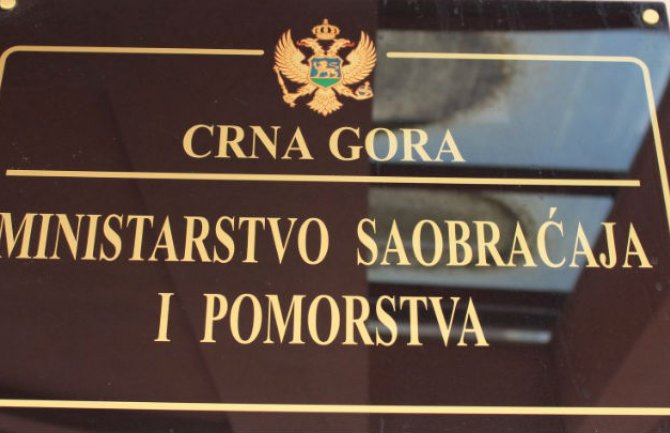 CRNA GORA
MINISTARSTVO SAOBRAĆAJA
I POMORSTVA